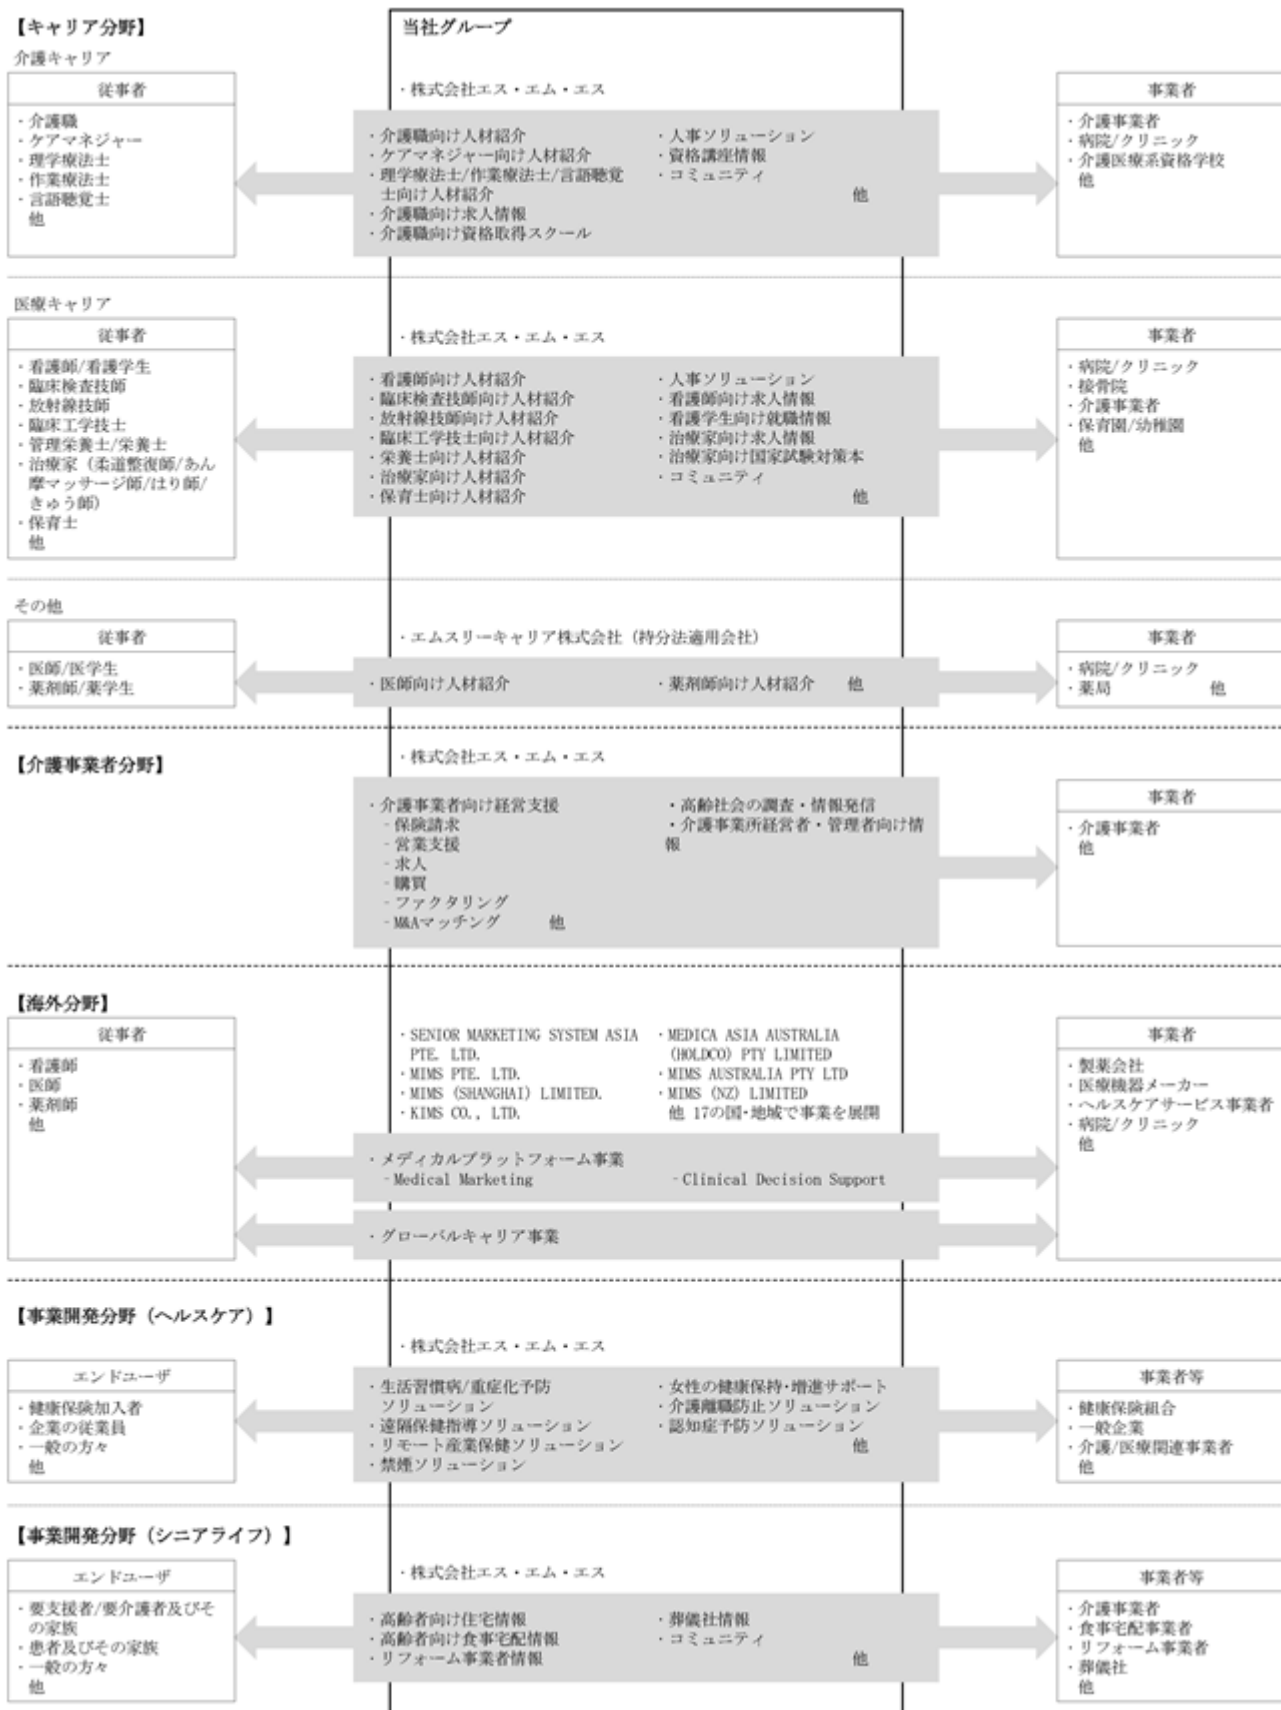 【キャリア分野】
当社グループ
介護キャリア
従事者
・介護職
・ケアマネジャー
・理学療法士
・作業療法士
・言語聴覚士
他
・株式会社エス・エム・エス
・介護職向け人材紹介
・ケアマネジャー向け人材紹介
・理学療法士/作業療法士/言語聴覚
士向け人材紹介
・介護職向け求人情報
・介護職向け資格取得スクール
・人事ソリューション
・資格講座情報
・コミュニティ
他
事業者
・介護事業者
・病院/クリニック
・介護医療系資格学校
他
医療キャリア
従事者
・看護師/看護学生
・臨床検査技師
・放射線技師
・臨床工学技士
・管理栄養士/栄養士
・治療家（柔道整復師/あん
摩マッサージ師/はり師/
きゅう師）
・保育士
他
・株式会社エス・エム・エス
・看護師向け人材紹介
・臨床検査技師向け人材紹介
・放射線技師向け人材紹介
・臨床工学技士向け人材紹介
・栄養士向け人材紹介
・治療家向け人材紹介
・保育士向け人材紹介
・人事ソリューション
・看護師向け求人情報
・看護学生向け就職情報
・治療家向け求人情報
・治療家向け国家試験対策本
・コミュニティ
他
事業者
・病院/クリニック
・接骨院
・介護事業者
・保育園/幼稚園
他
その他
従事者
・医師/医学生
・薬剤師/薬学生
・エムスリーキャリア株式会社（持分法適用会社）
・医師向け人材紹介
・薬剤師向け人材紹介 他
事業者
・病院/クリニック
・薬局 他
【介護事業者分野】
・株式会社エス・エム・エス
・介護事業者向け経営支援
-保険請求
-営業支援
-求人
-購買
-ファクタリング
-M&Aマッチング 他
・高齢社会の調査・情報発信
・介護事業所経営者・管理者向け情
報
事業者
・介護事業者
他
【海外分野】
従事者
・看護師
・医師
・薬剤師
他
・SENIOR MARKETING SYSTEM ASIA
PTE. LTD.
・MIMS PTE. LTD.
・MIMS (SHANGHAI) LIMITED.
・KIMS CO., LTD.
・MEDICA ASIA AUSTRALIA
(HOLDCO) PTY LIMITED
・MIMS AUSTRALIA PTY LTD
・MIMS (NZ) LIMITED
他 17の国・地域で事業を展開
・メディカルプラットフォーム事業
-Medical Marketing
-Clinical Decision Support
・グローバルキャリア事業
事業者
・製薬会社
・医療機器メーカー
・ヘルスケアサービス事業者
・病院/クリニック
他
【事業開発分野（ヘルスケア）】
エンドユーザ
・健康保険加入者
・企業の従業員
・一般の方々
他
・株式会社エス・エム・エス
・生活習慣病/重症化予防
ソリューション
・遠隔保健指導ソリューション
・リモート産業保健ソリューション
・禁煙ソリューション
・女性の健康保持・増進サポート
・介護離職防止ソリューション
・認知症予防ソリューション
他
事業者等
・健康保険組合
・一般企業
・介護/医療関連事業者
他
【事業開発分野（シニアライフ）】
エンドユーザ
・要支援者/要介護者及びそ
の家族
・患者及びその家族
・一般の方々
他
・株式会社エス・エム・エス
・高齢者向け住宅情報
・高齢者向け食事宅配情報
・リフォーム事業者情報
・葬儀社情報
・コミュニティ
他
事業者等
・介護事業者
・食事宅配事業者
・リフォーム事業者
・葬儀社
他